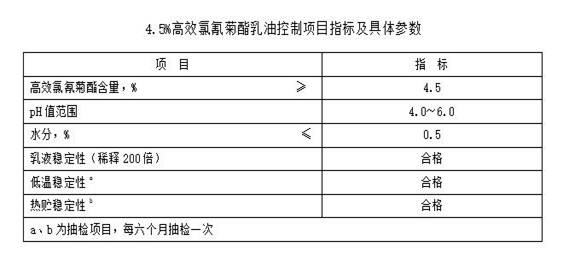 4.5%高效氯氰菊酯乳油控制项目指标及具体参数
项 目 指 标
高效氯氰菊酯含量，% ≥ 4.5
pH值范围 4.0~6.0
水分，% ≤ 0.5
乳液稳定性（稀释200倍） 合格
低温稳定性a 合格
热贮稳定性b 合格
a、b为抽检项目，每六个月抽检一次